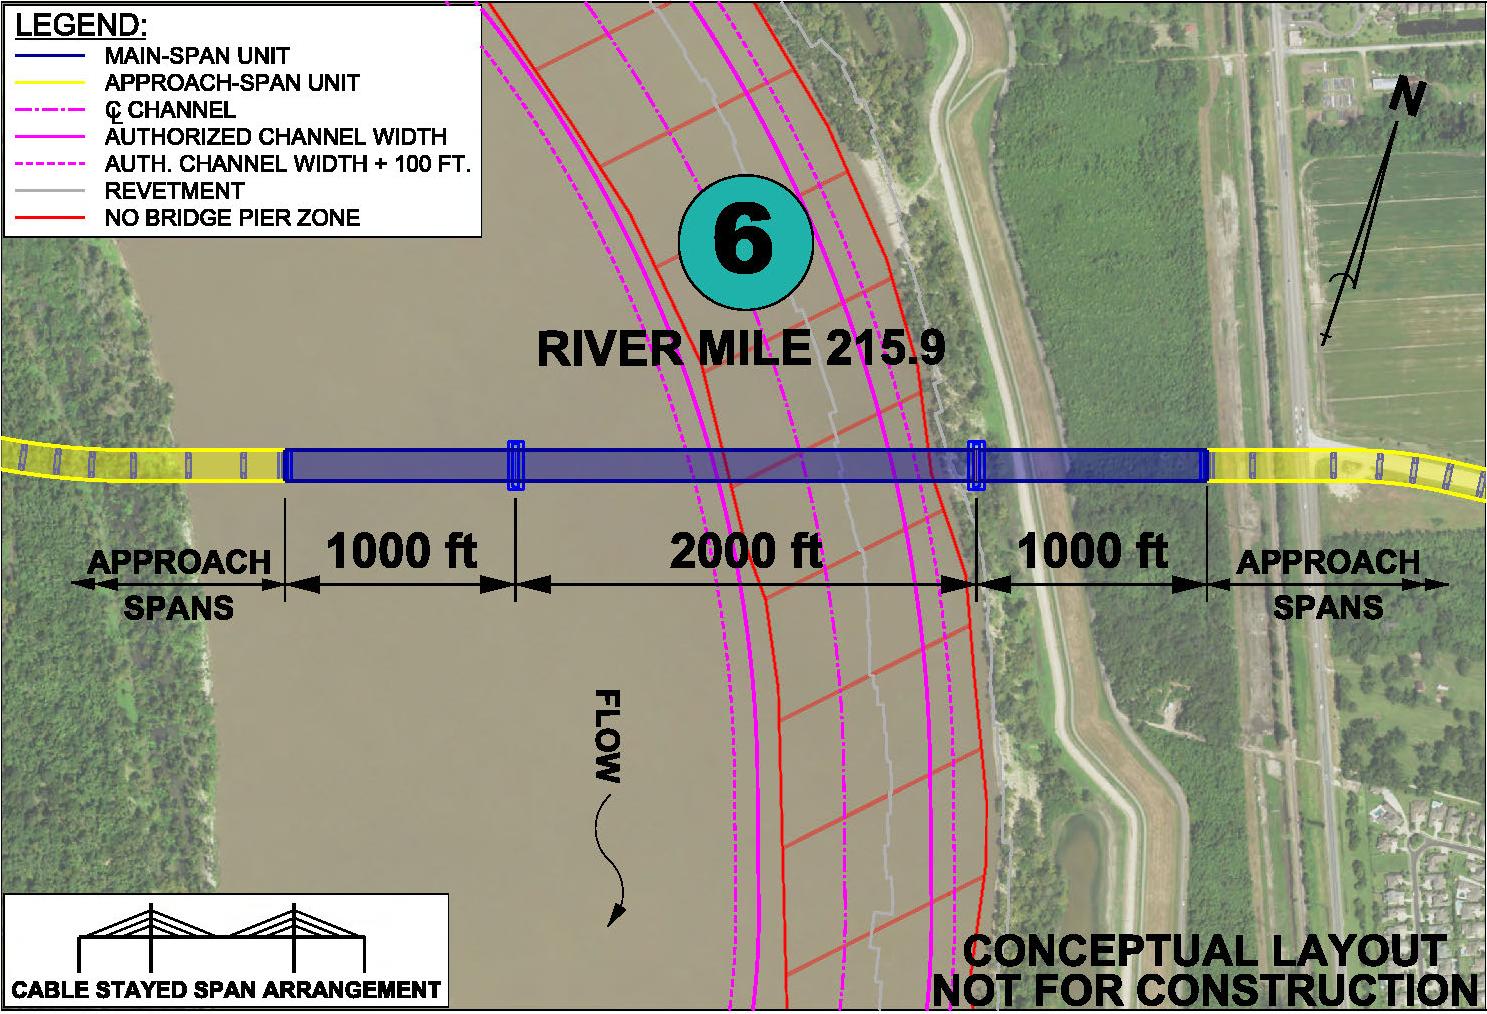 LEGEND:
MAIN-SPAN UNIT
APPROACH-SPAN UNIT
℄ CHANNEL
AUTHORIZED CHANNEL WIDTH
AUTH. CHANNEL WIDTH + 100 FT.
REVETMENT
NO BRIDGE PIER ZONE
N
6
RIVER MILE 215.9
APPROACH
SPANS
1000 ft
2000 ft
1000 ft
APPROACH
SPANS
FLOW
CABLE STAYED SPAN ARRANGEMENT
CONCEPTUAL LAYOUT
NOT FOR CONSTRUCTION